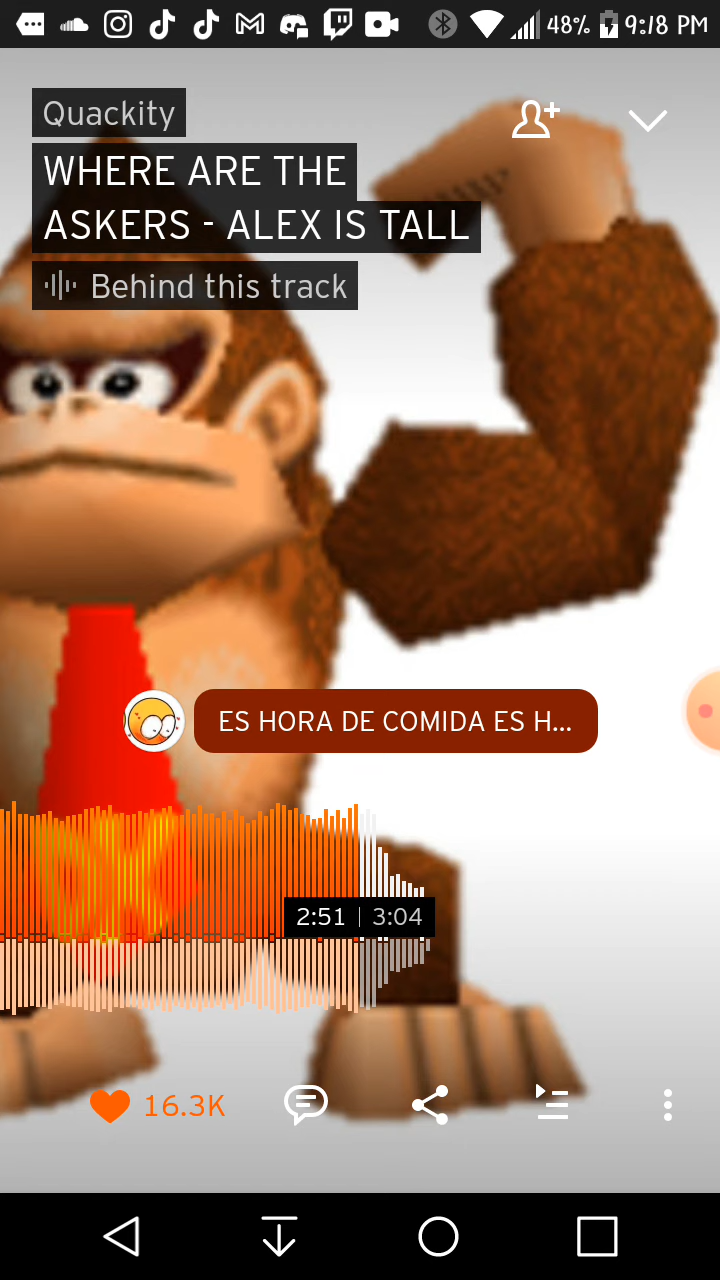 48% 9:18 PM
Quackity
WHERE ARE THE
ASKERS - ALEX IS TALL
Behind this track
ES HORA DE COMIDA ES H...
2:51 | 3:04
16.3K